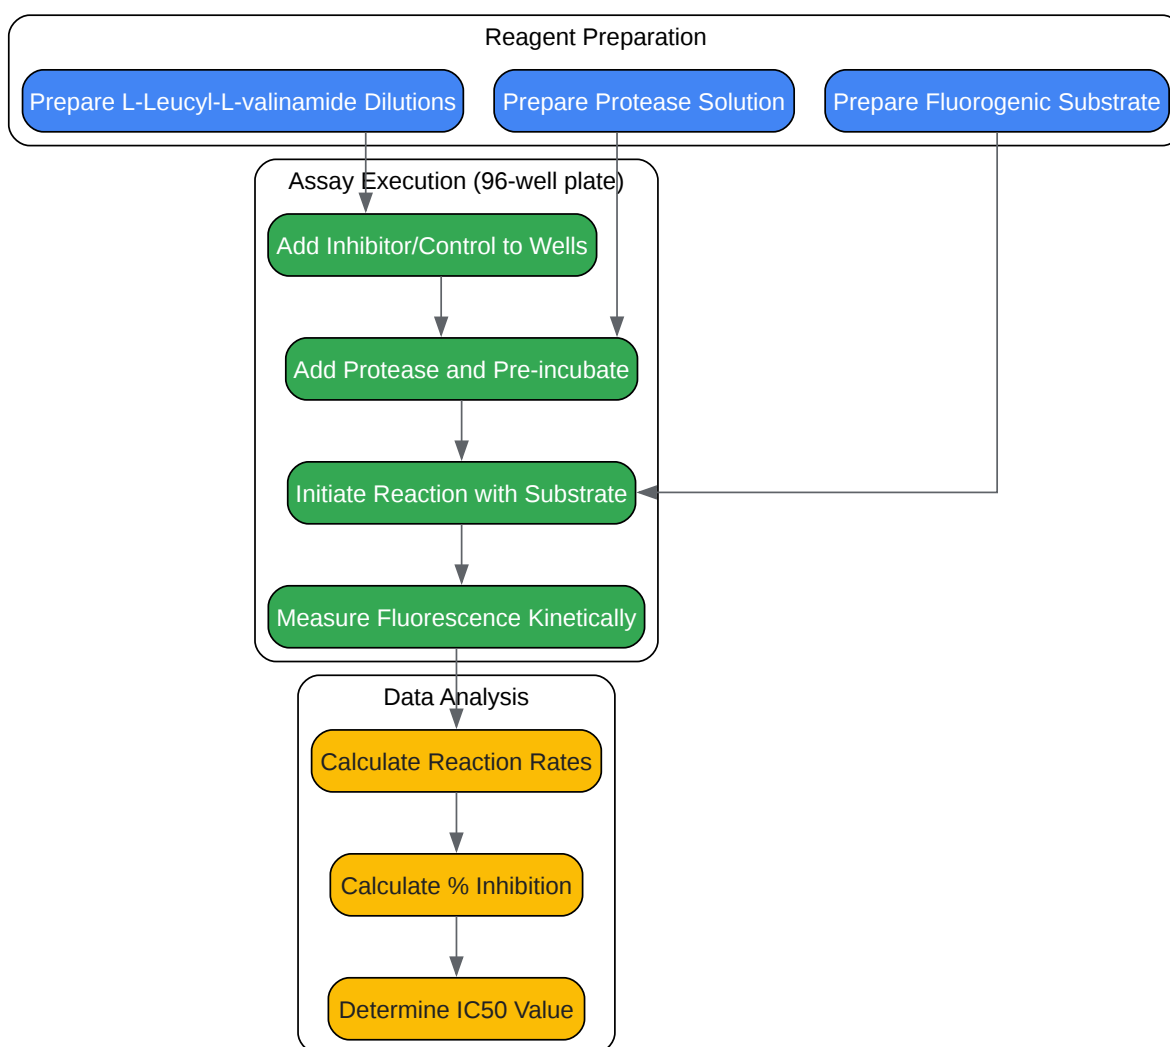 Reagent Preparation
Prepare L-Leucyl-L-valinamide Dilutions
Prepare Protease Solution
Prepare Fluorogenic Substrate
Assay Execution (96-well plate)
Add Inhibitor/Control to Wells
Add Protease and Pre-incubate
Initiate Reaction with Substrate
Measure Fluorescence Kinetically
Data Analysis
Calculate Reaction Rates
Calculate % Inhibition
Determine IC50 Value